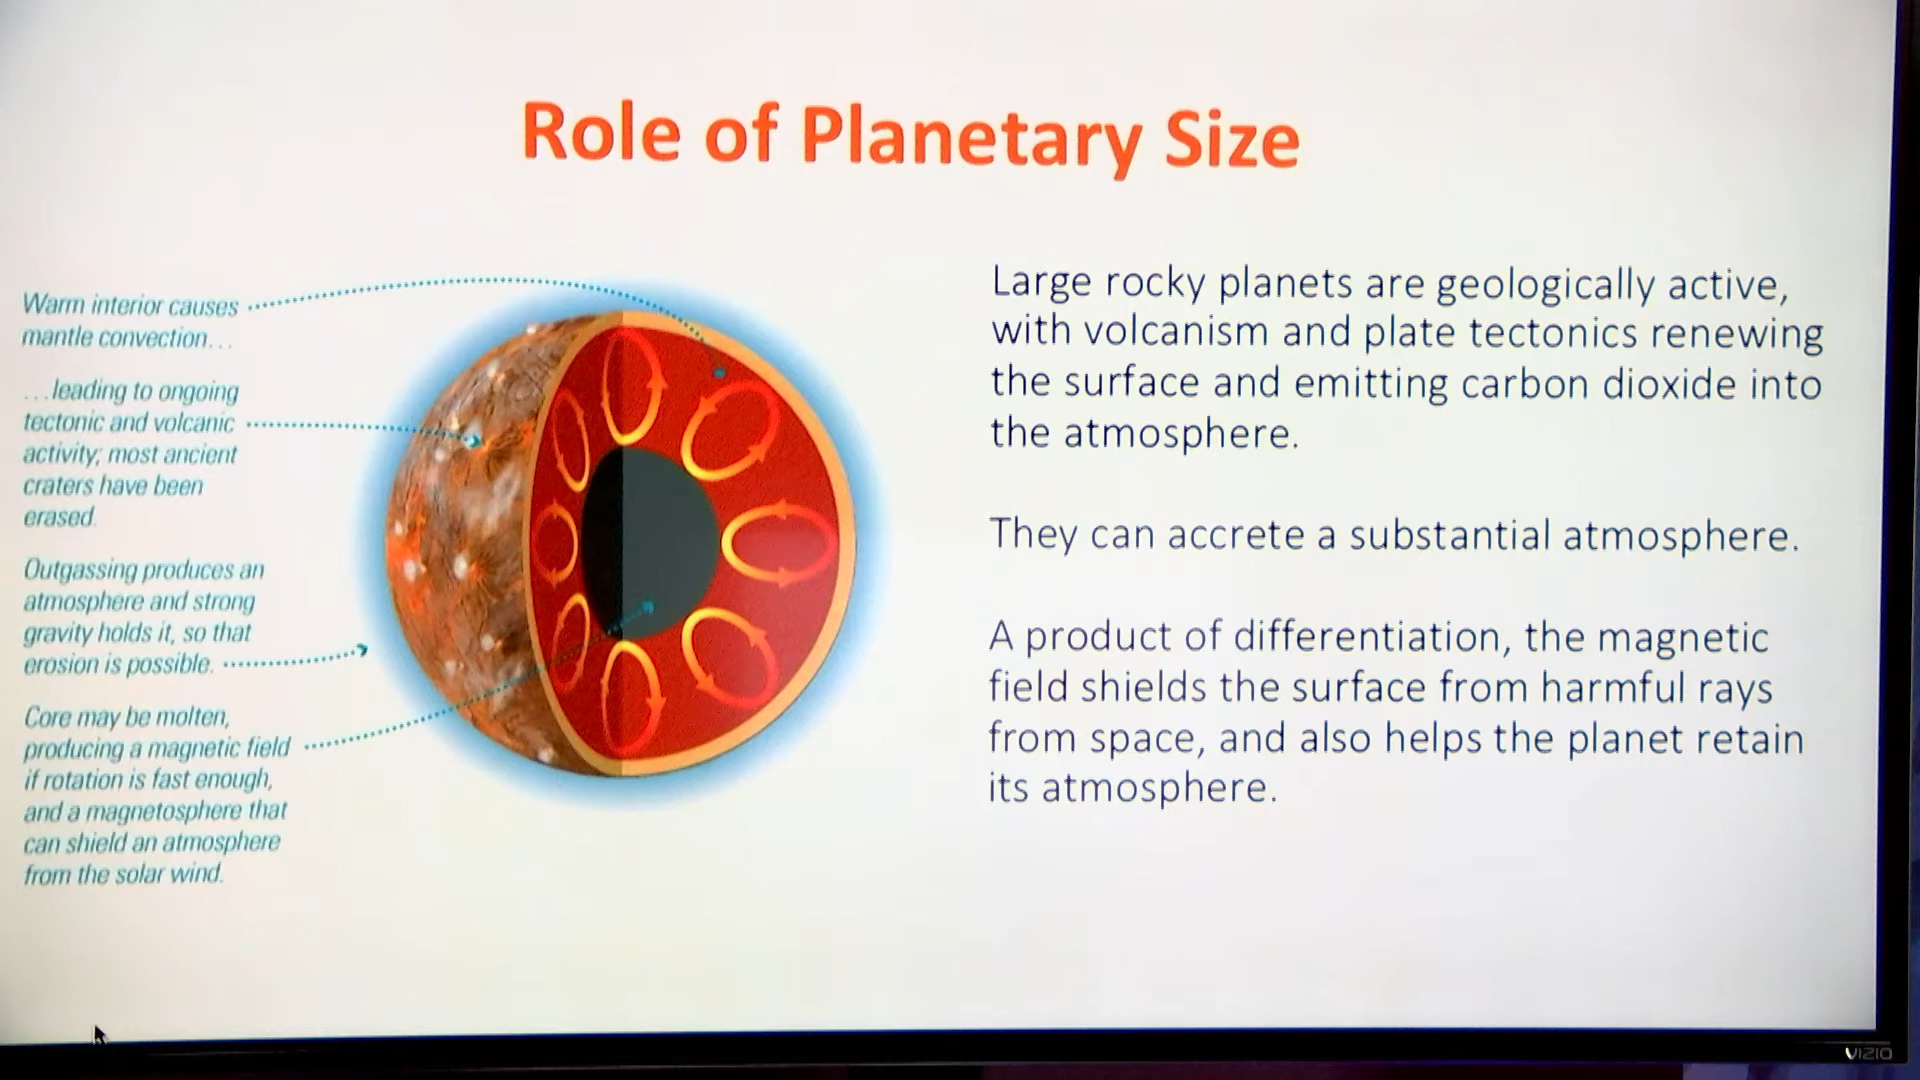 Role of Planetary Size
Warm interior causes
mantle convection...
...leading to ongoing
tectonic and volcanic
activity; most ancient
craters have been
erased.
Outgassing produces an
atmosphere and strong
gravity holds it, so that
erosion is possible.
Core may be molten,
producing a magnetic field
if rotation is fast enough,
and a magnetosphere that
can shield an atmosphere
from the solar wind.
Large rocky planets are geologically active,
with volcanism and plate tectonics renewing
the surface and emitting carbon dioxide into
the atmosphere.
They can accrete a substantial atmosphere.
A product of differentiation, the magnetic
field shields the surface from harmful rays
from space, and also helps the planet retain
its atmosphere.
VIZIO